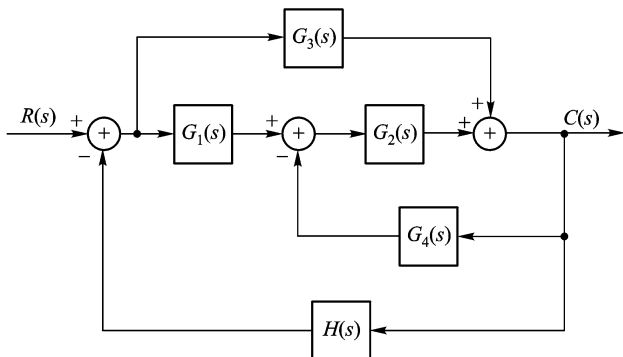 G₃(s)
+
R(s) + + G₁(s) + + G₂(s) + + C(s)
− −
G₄(s)
H(s)